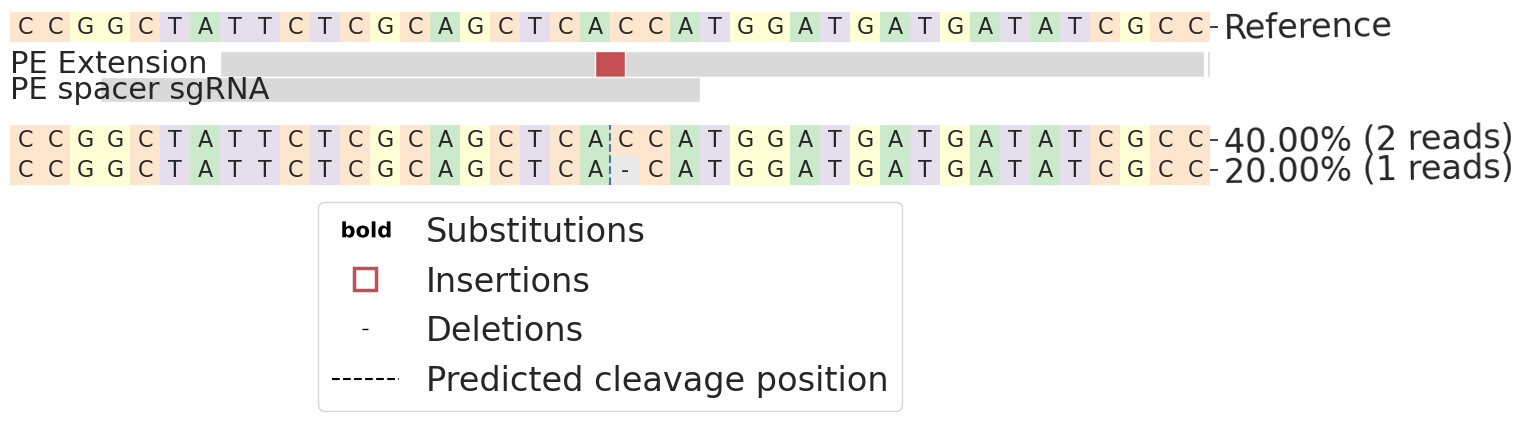 C C G G C T A T T C T C G C A G C T C A C C A T G G A T G A T G A T A T C G C C Reference
PE Extension
PE spacer sgRNA
C C G G C T A T T C T C G C A G C T C A C C A T G G A T G A T G A T A T C G C C 40.00% (2 reads)
C C G G C T A T T C T C G C A G C T C A - C A T G G A T G A T G A T A T C G C C 20.00% (1 reads)
bold Substitutions
Insertions
- Deletions
Predicted cleavage position